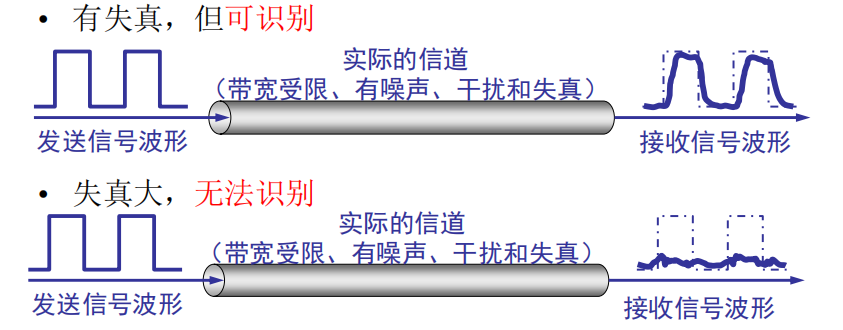 • 有失真，但可识别
实际的信道
（带宽受限、有噪声、干扰和失真）
发送信号波形
接收信号波形
• 失真大，无法识别
实际的信道
（带宽受限、有噪声、干扰和失真）
发送信号波形
接收信号波形